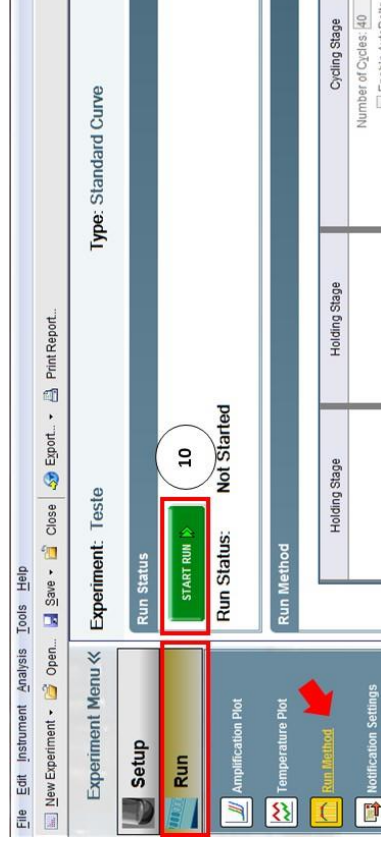 File Edit Instrument Analysis Tools Help
New Experiment Open... Save Close Export... Print Report...
Experiment Menu «
Experiment: Teste Type: Standard Curve
Setup
Run
Amplification Plot
Temperature Plot
Run Method
Notification Settings
Run Status
START RUN
10
Run Status: Not Started
Run Method
Holding Stage Holding Stage Cycling Stage
Number of Cycles: 40